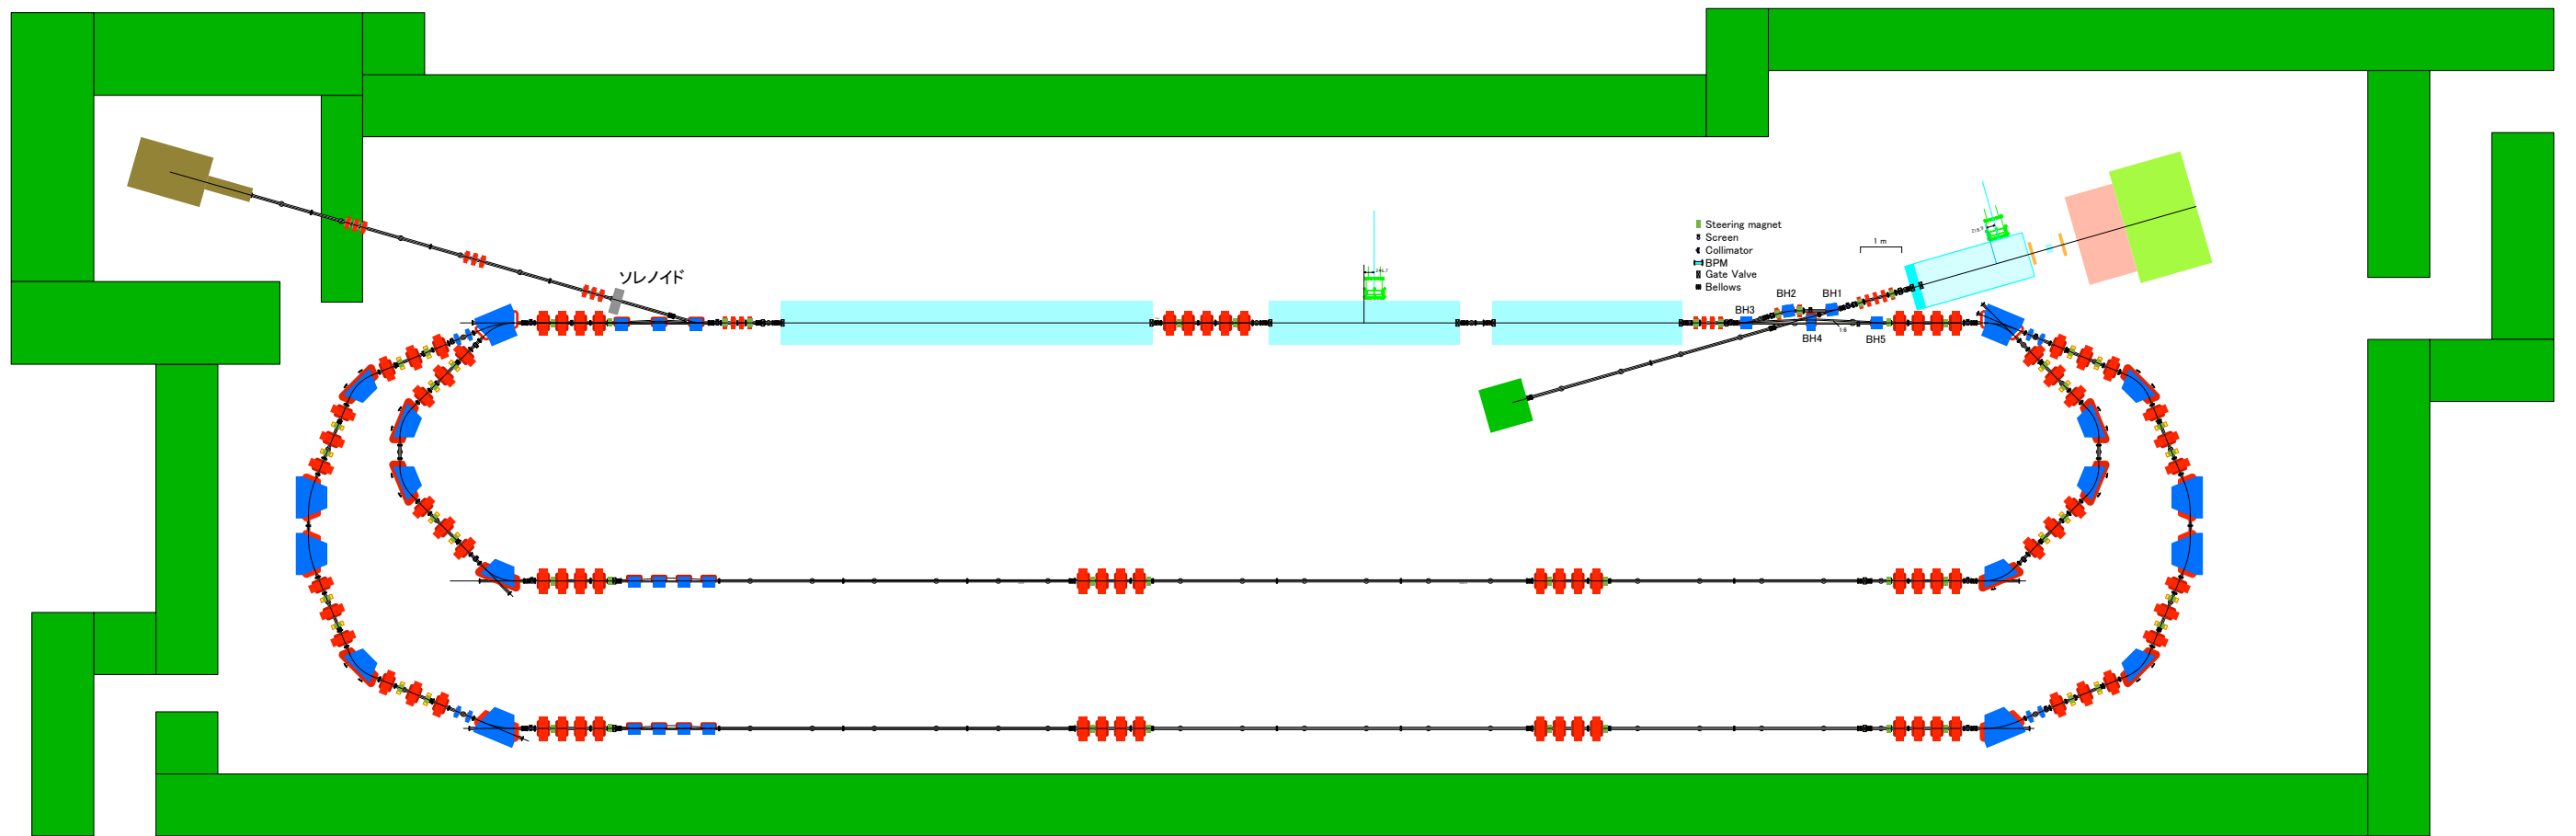 ソレノイド
Steering magnet
Screen
Collimator
BPM
Gate Valve
Bellows
1 m
BH1
BH2
BH3
BH4
BH5